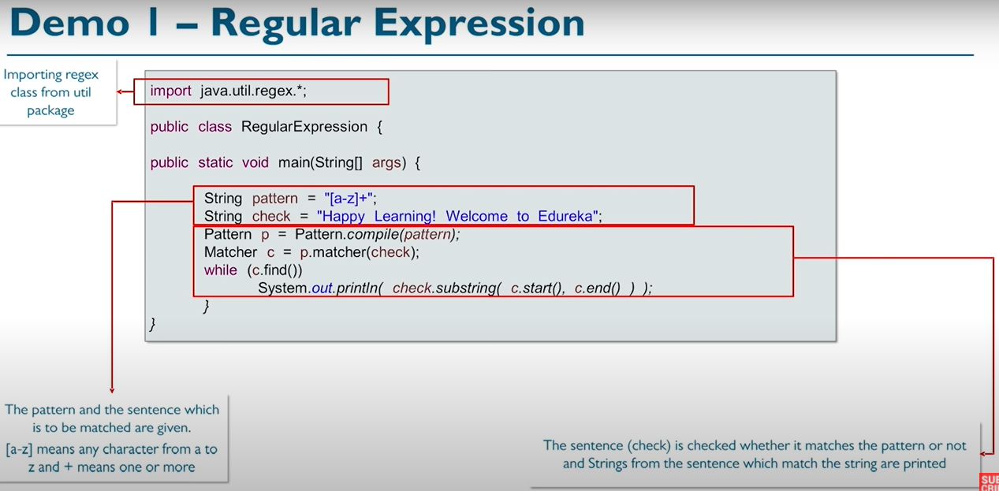 Demo 1 – Regular Expression
Importing regex
class from util
package
import java.util.regex.*;
public class RegularExpression {
public static void main(String[] args) {
String pattern = "[a-z]+";
String check = "Happy Learning! Welcome to Edureka";
Pattern p = Pattern.compile(pattern);
Matcher c = p.matcher(check);
while (c.find())
System.out.println( check.substring( c.start(), c.end() ) );
}
}
The pattern and the sentence which
is to be matched are given.
[a-z] means any character from a to
z and + means one or more
The sentence (check) is checked whether it matches the pattern or not
and Strings from the sentence which match the string are printed
SUB
CRI